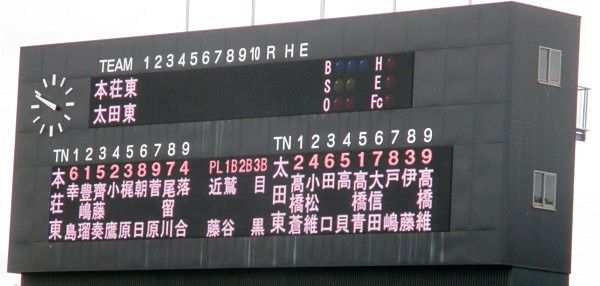 TEAM 1 2 3 4 5 6 7 8 9 10 R H E
本荘東 B H
S E
太田東 O Fc
TN 1 2 3 4 5 6 7 8 9 TN 1 2 3 4 5 6 7 8 9
本 6 1 5 2 3 8 9 7 4 PL 1B 2B 3B 太 2 4 6 5 1 7 8 3 9
幸 豊 齊 小 梶 朝 菅 尾 落 近 鷲 目 髙 小 田 高 髙 大 戸 伊 髙
荘 嶋 藤 留 田 橋 松 橋 信 橋
東 島 瑠 奏 鷹 原 日 原 川 合 藤 谷 黒 東 蒼 維 口 貝 青 田 嶋 藤 維